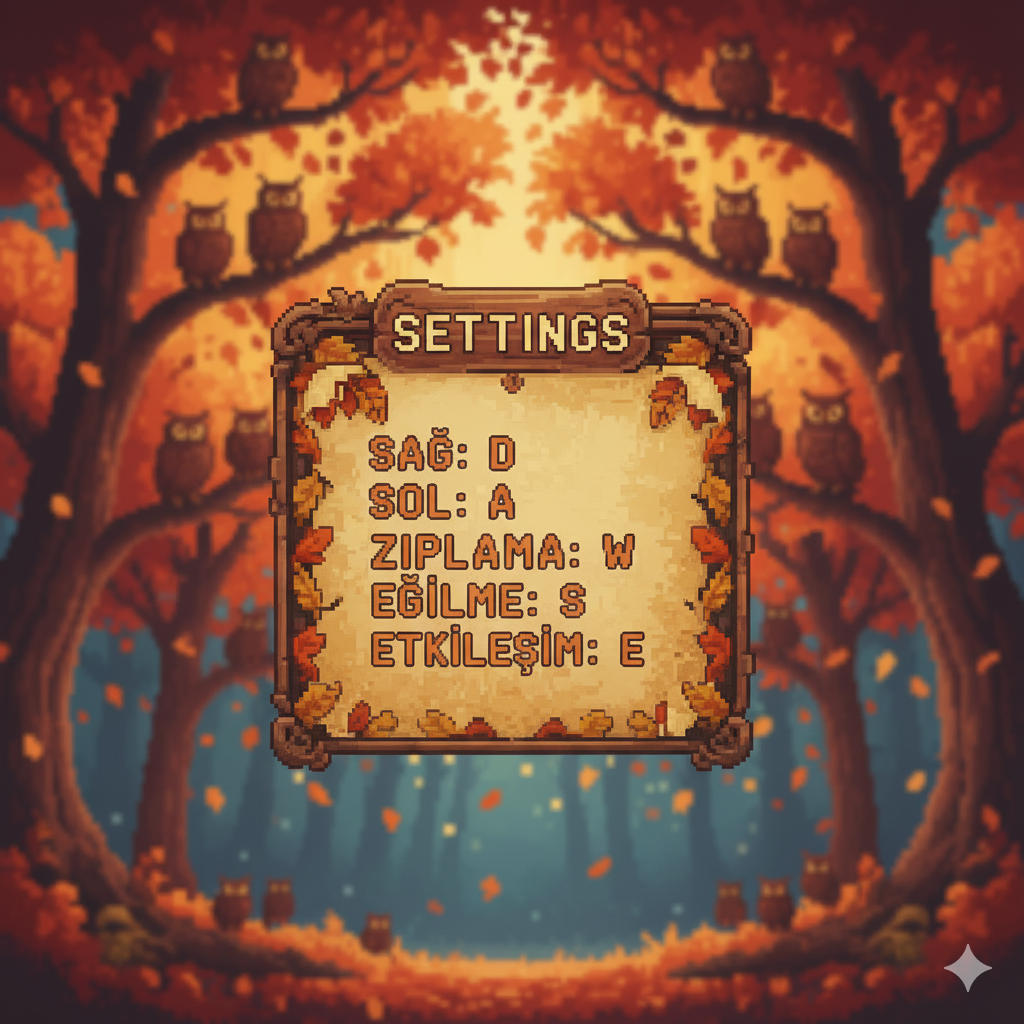 SETTINGS
SAĞ: D
SOL: A
ZIPLAMA: W
EĞİLME: S
ETKİLEŞİM: E